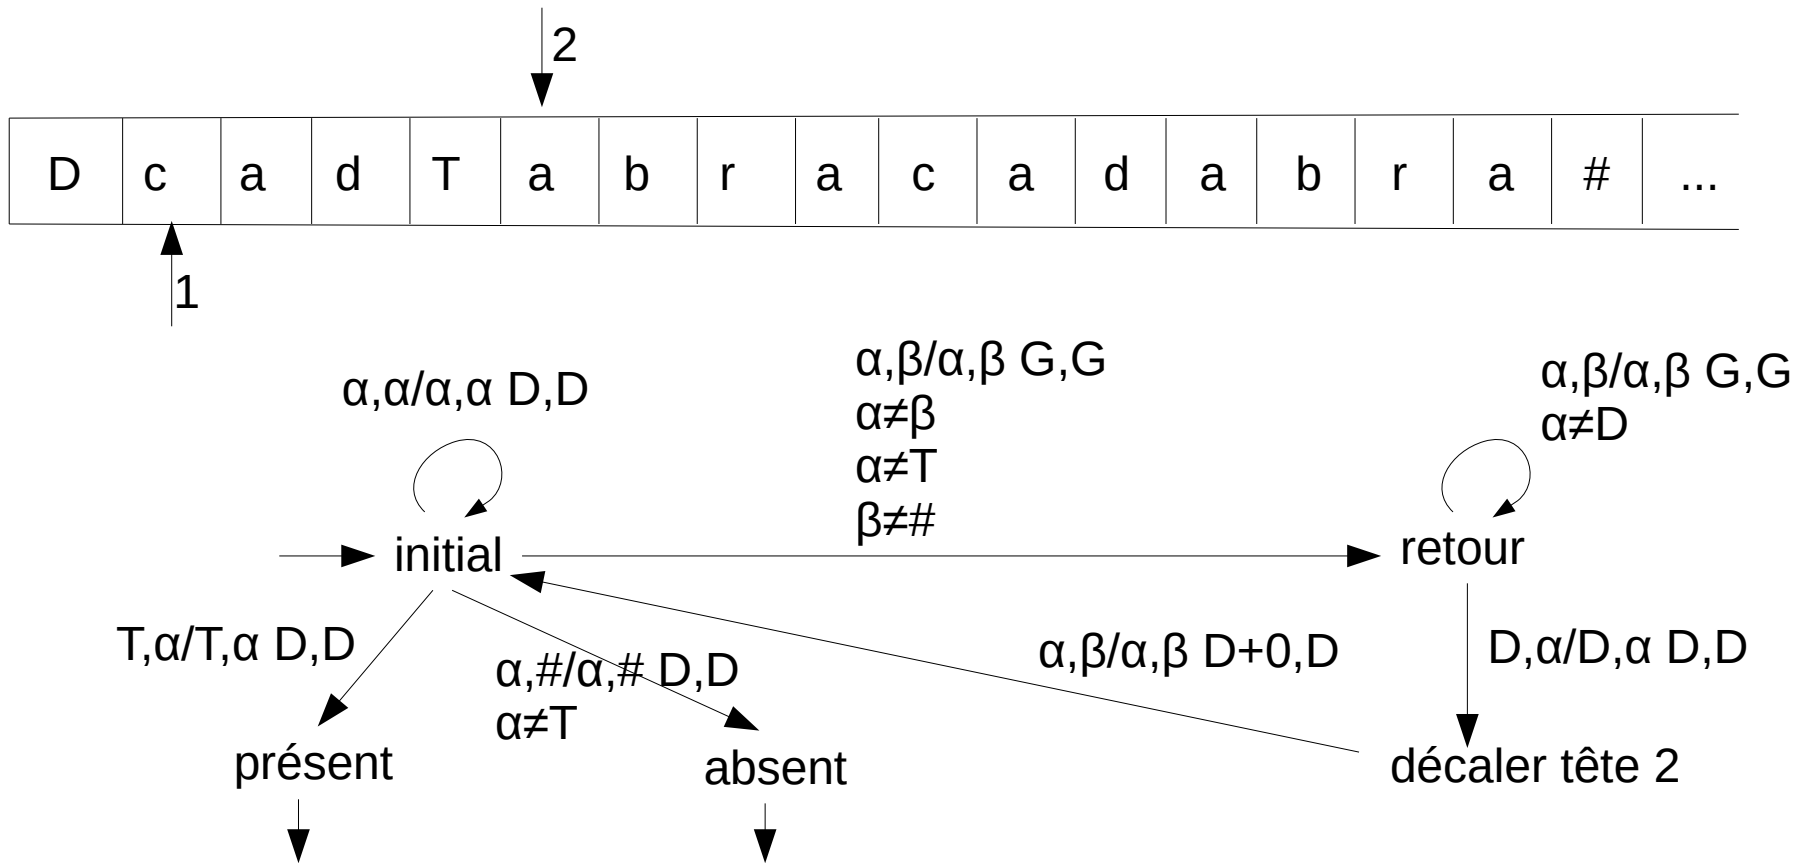 2
D c a d T a b r a c a d a b r a # ...
1
α,α/α,α D,D
α,β/α,β G,G
α≠β
α≠T
β≠#
α,β/α,β G,G
α≠D
initial
retour
T,α/T,α D,D
α,#/α,# D,D
α≠T
α,β/α,β D+0,D
D,α/D,α D,D
présent
absent
décaler tête 2